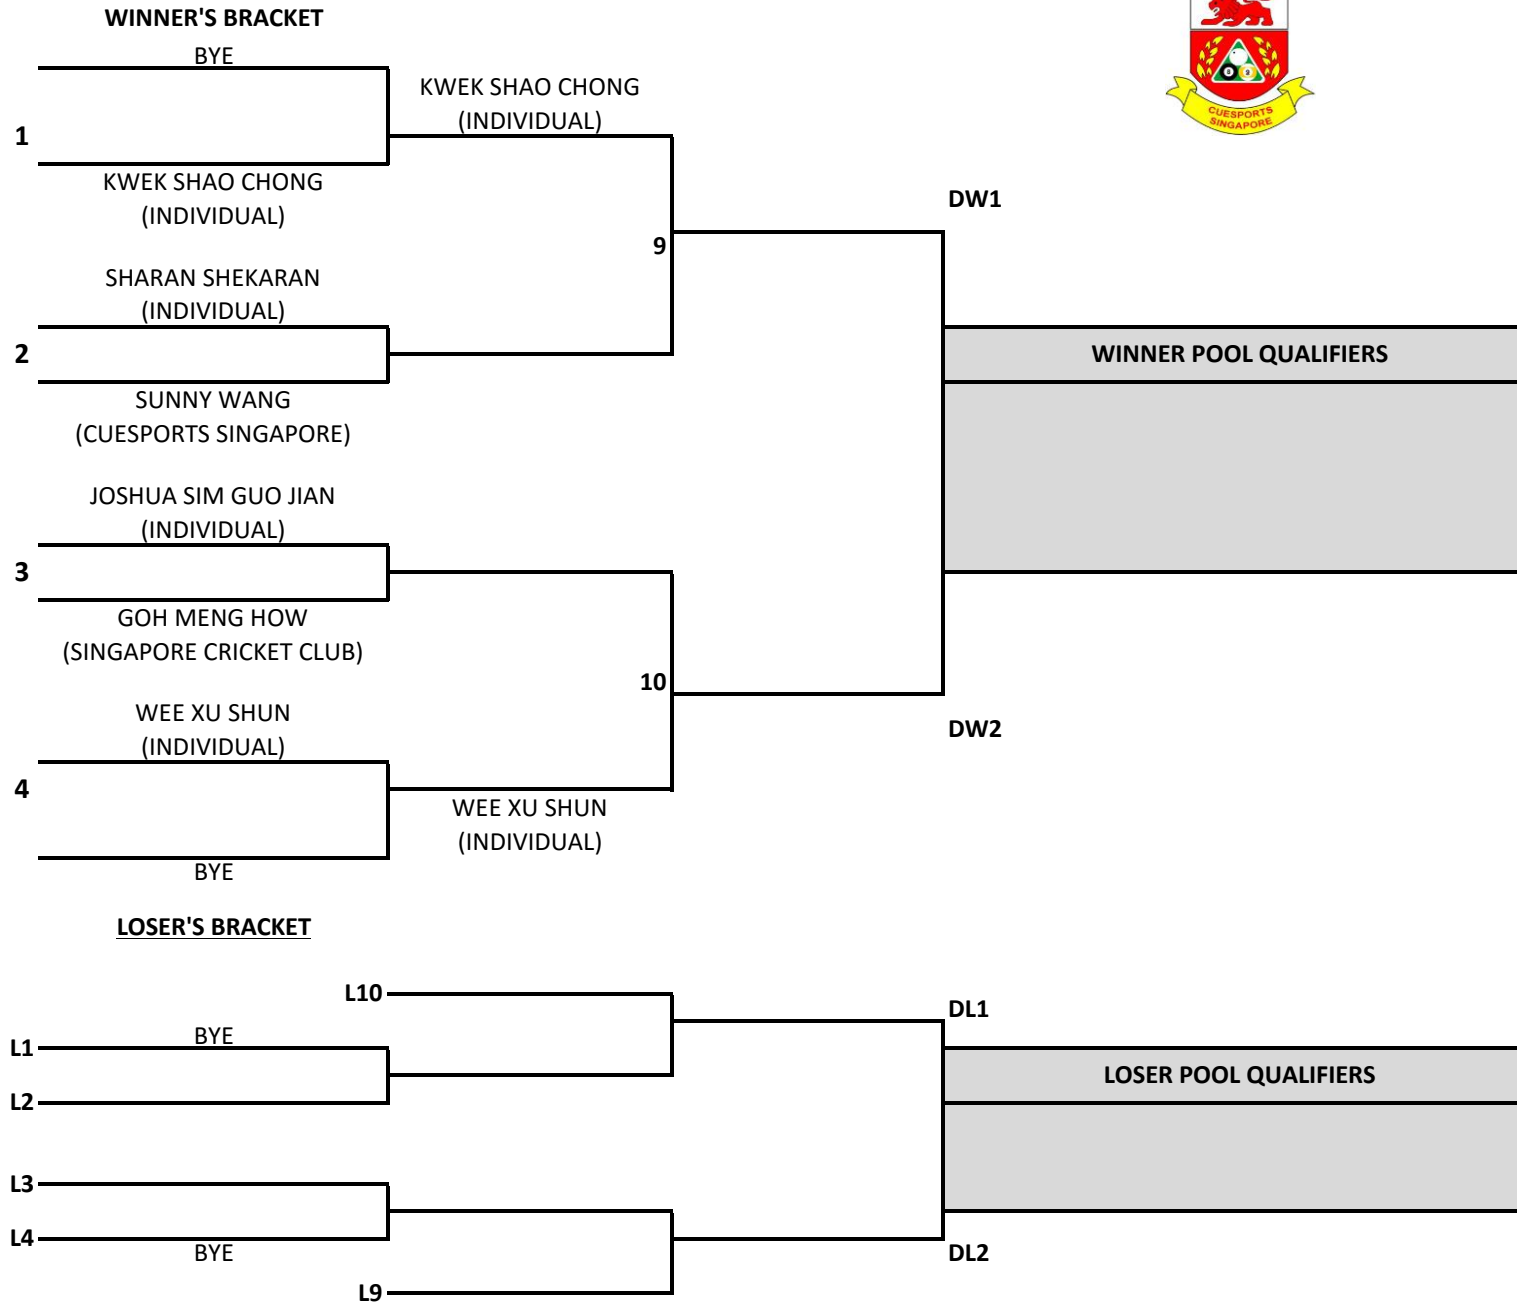 WINNER'S BRACKET
BYE
KWEK SHAO CHONG
(INDIVIDUAL)
1
KWEK SHAO CHONG
(INDIVIDUAL)
8
9
CUESPORTS
SINGAPORE
DW1
9
SHARAN SHEKARAN
(INDIVIDUAL)
2
WINNER POOL QUALIFIERS
SUNNY WANG
(CUESPORTS SINGAPORE)
JOSHUA SIM GUO JIAN
(INDIVIDUAL)
3
GOH MENG HOW
(SINGAPORE CRICKET CLUB)
10
WEE XU SHUN
(INDIVIDUAL)
DW2
4
WEE XU SHUN
(INDIVIDUAL)
BYE
LOSER'S BRACKET
L10
DL1
L1
BYE
LOSER POOL QUALIFIERS
L2
L3
L4
BYE
DL2
L9